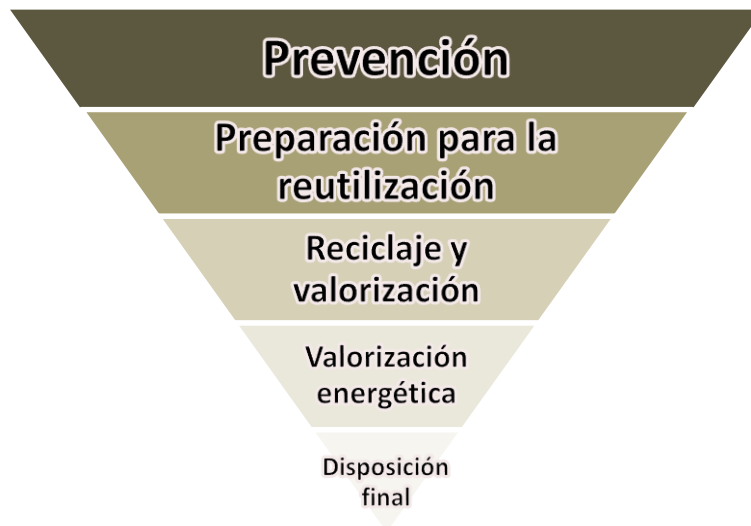 Prevención
Preparación para la
reutilización
Reciclaje y
valorización
Valorización
energética
Disposición
final